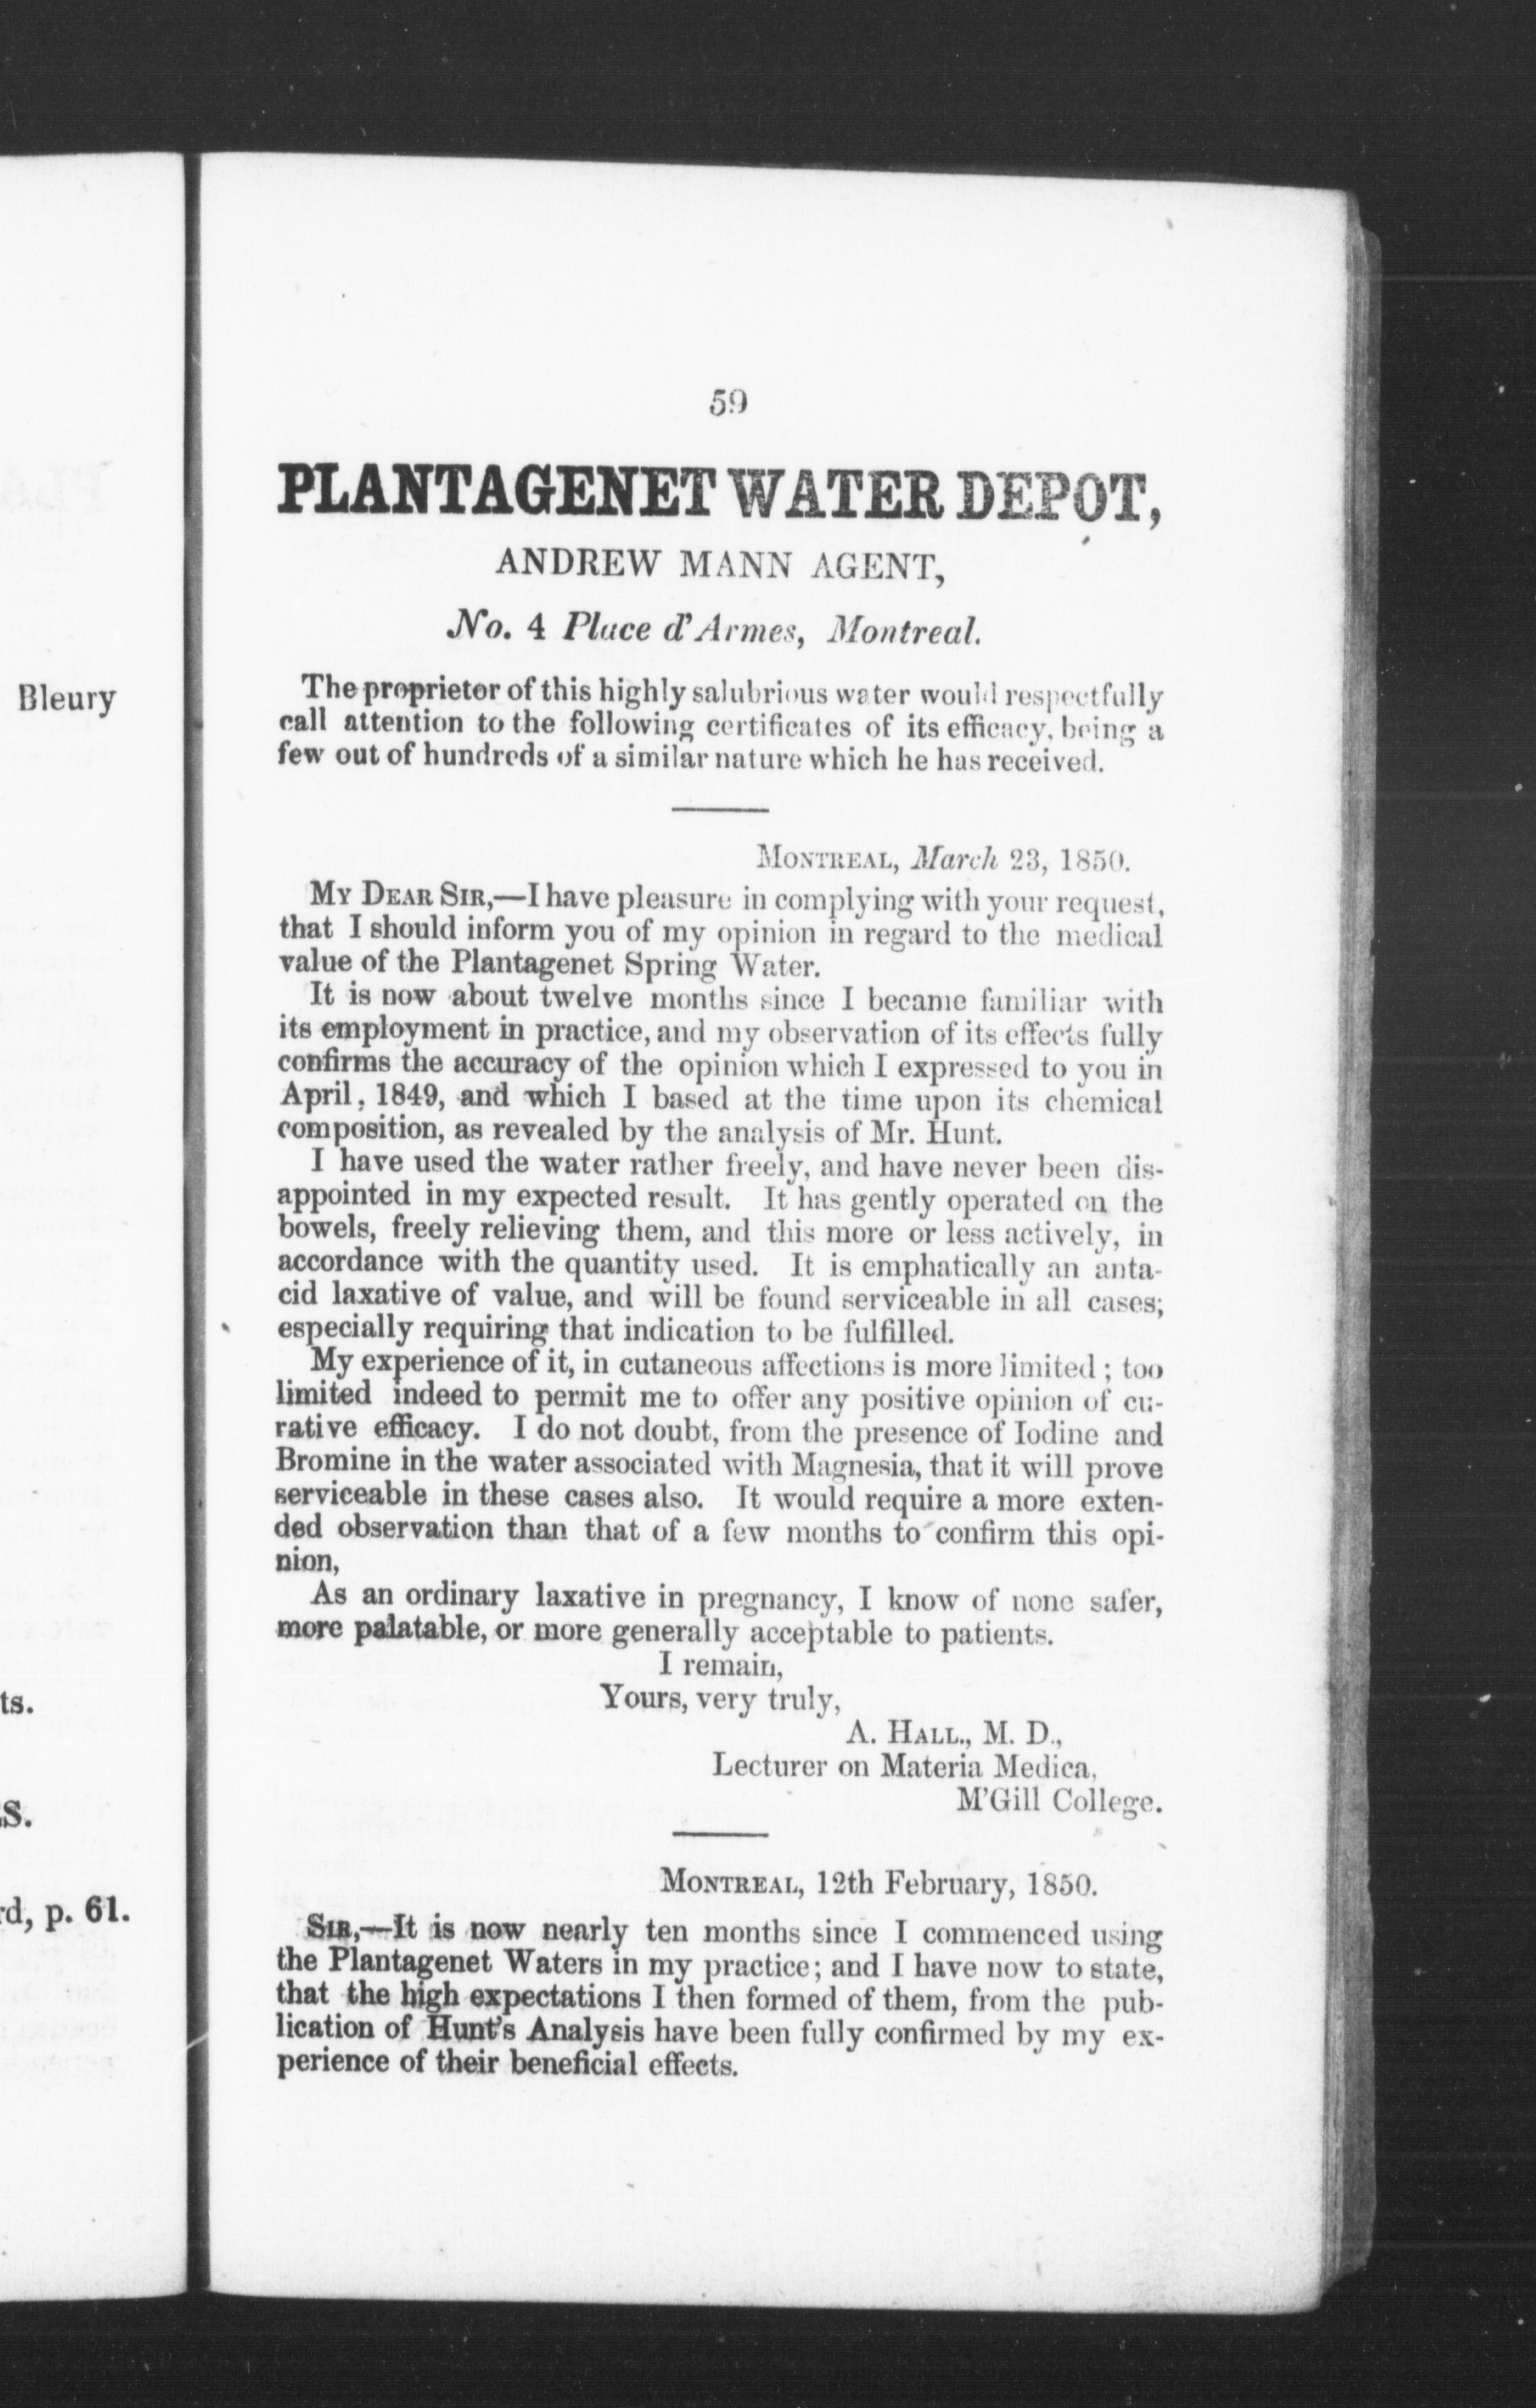 Bleury
ts.
S.
rd, p. 61.
59
PLANTAGENET WATER DEPOT,
ANDREW MANN AGENT,
No. 4 Place d'Armes, Montreal.
The proprietor of this highly salubrious water would respectfully
call attention to the following certificates of its efficacy, being a
few out of hundreds of a similar nature which he has received.
MONTREAL, March 23, 1850.
MY DEAR SIR,—I have pleasure in complying with your request,
that I should inform you of my opinion in regard to the medical
value of the Plantagenet Spring Water.
It is now about twelve months since I became familiar with
its employment in practice, and my observation of its effects fully
confirms the accuracy of the opinion which I expressed to you in
April, 1849, and which I based at the time upon its chemical
composition, as revealed by the analysis of Mr. Hunt.
I have used the water rather freely, and have never been dis-
appointed in my expected result. It has gently operated on the
bowels, freely relieving them, and this more or less actively, in
accordance with the quantity used. It is emphatically an anta-
cid laxative of value, and will be found serviceable in all cases;
especially requiring that indication to be fulfilled.
My experience of it, in cutaneous affections is more limited; too
limited indeed to permit me to offer any positive opinion of cu-
rative efficacy. I do not doubt, from the presence of Iodine and
Bromine in the water associated with Magnesia, that it will prove
serviceable in these cases also. It would require a more exten-
ded observation than that of a few months to confirm this opi-
nion,
As an ordinary laxative in pregnancy, I know of none safer,
more palatable, or more generally acceptable to patients.
I remain,
Yours, very truly,
A. HALL., M. D.,
Lecturer on Materia Medica,
M'Gill College.
MONTREAL, 12th February, 1850.
SIR,—It is now nearly ten months since I commenced using
the Plantagenet Waters in my practice; and I have now to state,
that the high expectations I then formed of them, from the pub-
lication of Hunt's Analysis have been fully confirmed by my ex-
perience of their beneficial effects.